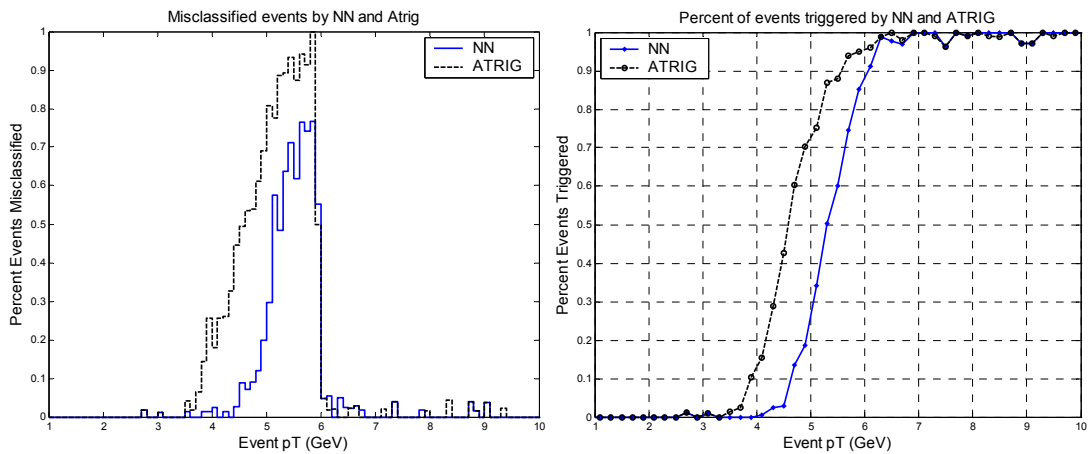 Misclassified events by NN and Atrig
Percent Events Misclassified
1
0.9
0.8
0.7
0.6
0.5
0.4
0.3
0.2
0.1
0
NN
ATRIG
1 2 3 4 5 6 7 8 9 10
Event pT (GeV)
Percent of events triggered by NN and ATRIG
Percent Events Triggered
1
0.9
0.8
0.7
0.6
0.5
0.4
0.3
0.2
0.1
0
NN
ATRIG
1 2 3 4 5 6 7 8 9 10
Event pT (GeV)